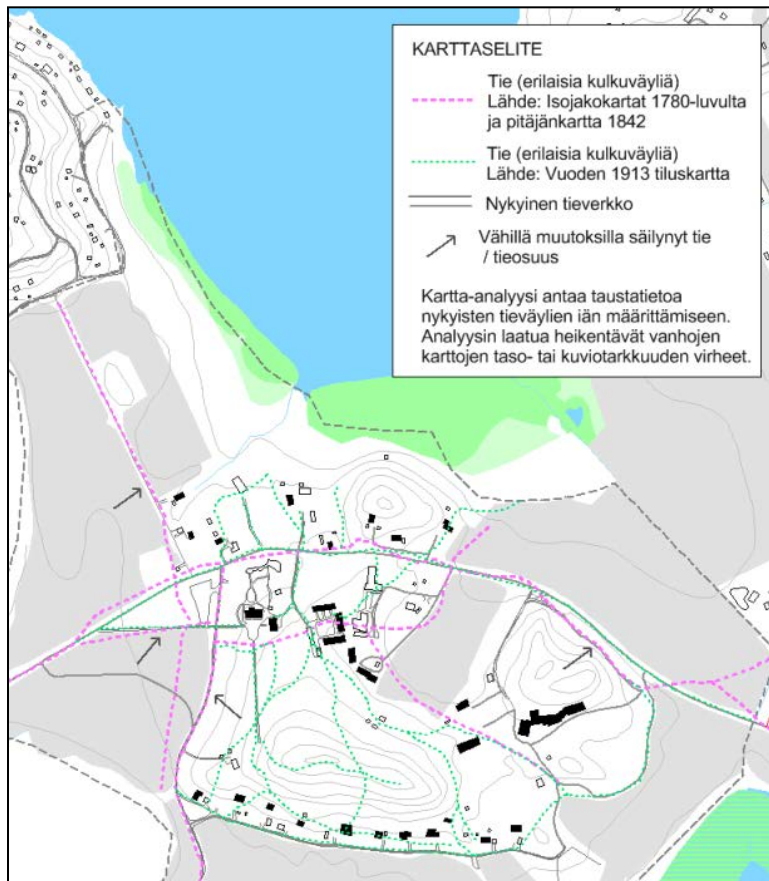 KARTTASELITE
Tie (erilaisia kulkuväyliä)
Lähde: Isojakokartat 1780-luvulta
ja pitäjänkartta 1842
Tie (erilaisia kulkuväyliä)
Lähde: Vuoden 1913 tiluskartta
Nykyinen tieverkko
Vähillä muutoksilla säilynyt tie
/ tieosuus
Kartta-analyysi antaa taustatietoa
nykyisten tieväylien iän määrittämiseen.
Analyysin laatua heikentävät vanhojen
karttojen taso- tai kuviotarkkuuden virheet.